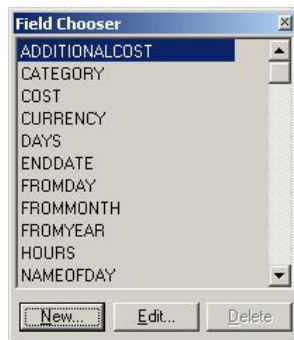 Field Chooser
ADDITIONALCOST
CATEGORY
COST
CURRENCY
DAYS
ENDDATE
FROMDAY
FROMMONTH
FROMYEAR
HOURS
NAMEOFDAY
New... Edit... Delete